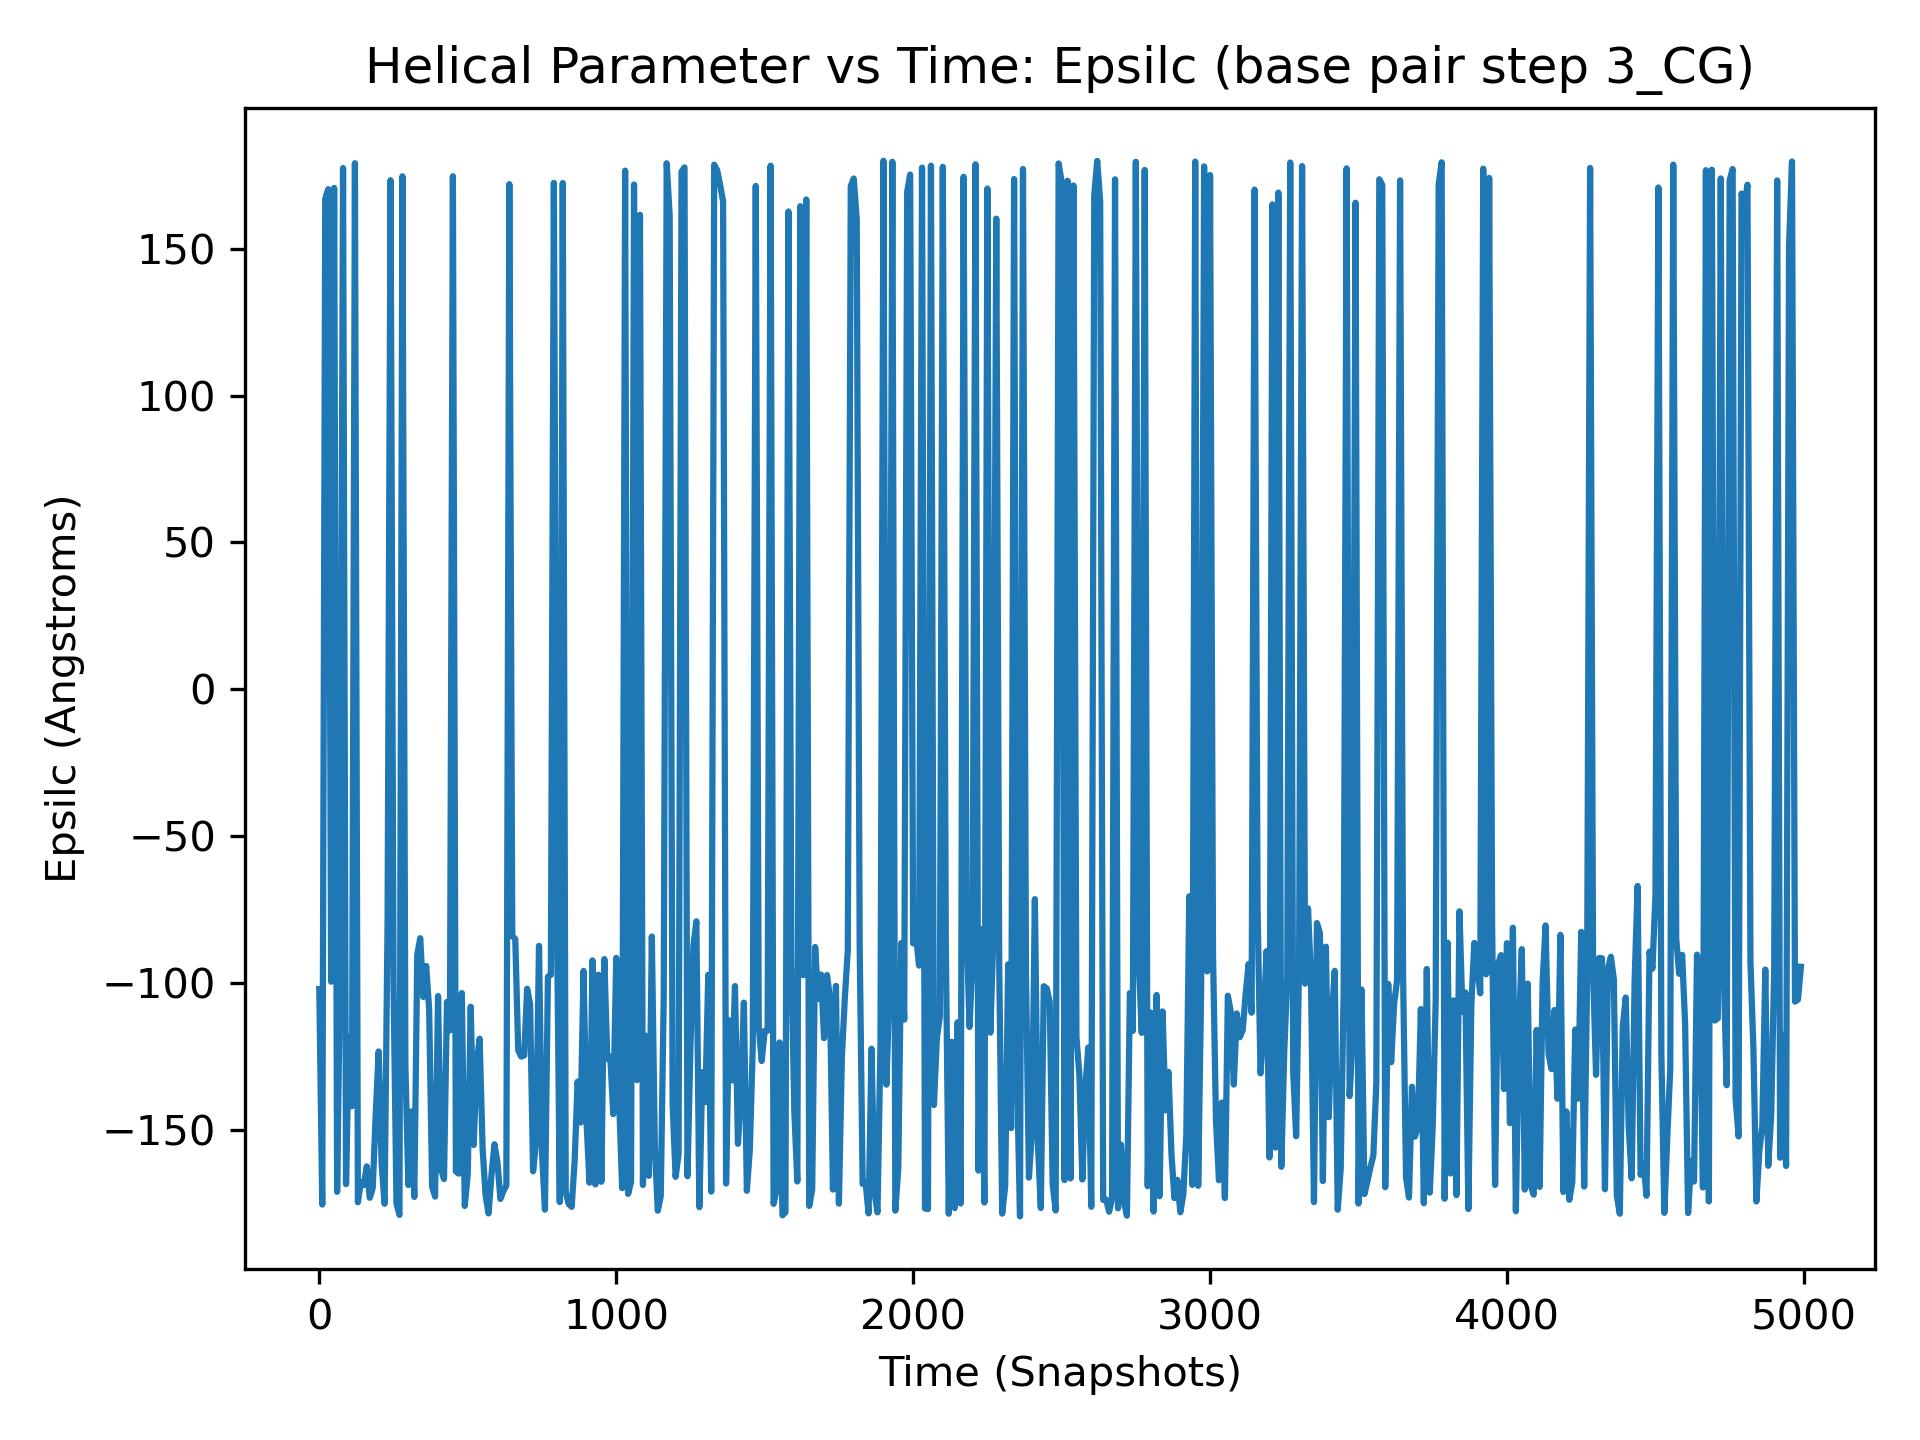 Helical Parameter vs Time: Epsilc (base pair step 3_CG)
Epsilc (Angstroms)
150
100
50
0
−50
−100
−150
0 1000 2000 3000 4000 5000
Time (Snapshots)